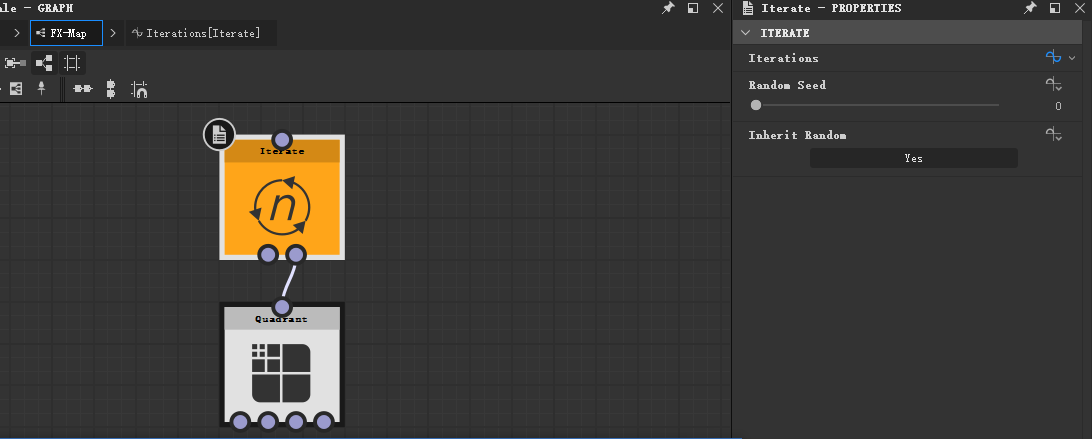 ale - GRAPH
FX-Map
Iterations[Iterate]
Iterate
n
Quadrant
Iterate - PROPERTIES
ITERATE
Iterations
Random Seed
0
Inherit Random
Yes